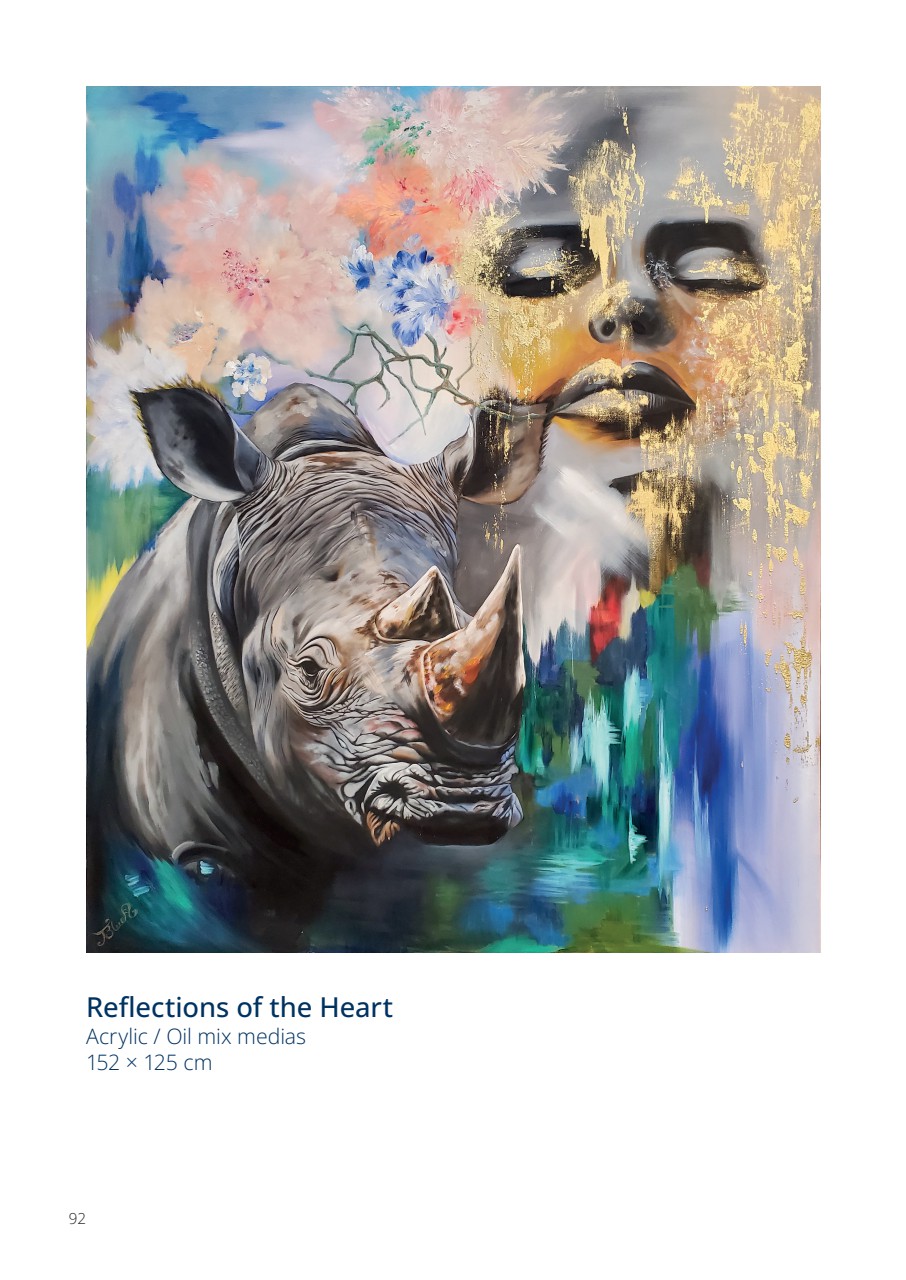 Reflections of the Heart
Acrylic / Oil mix medias
152 × 125 cm
92